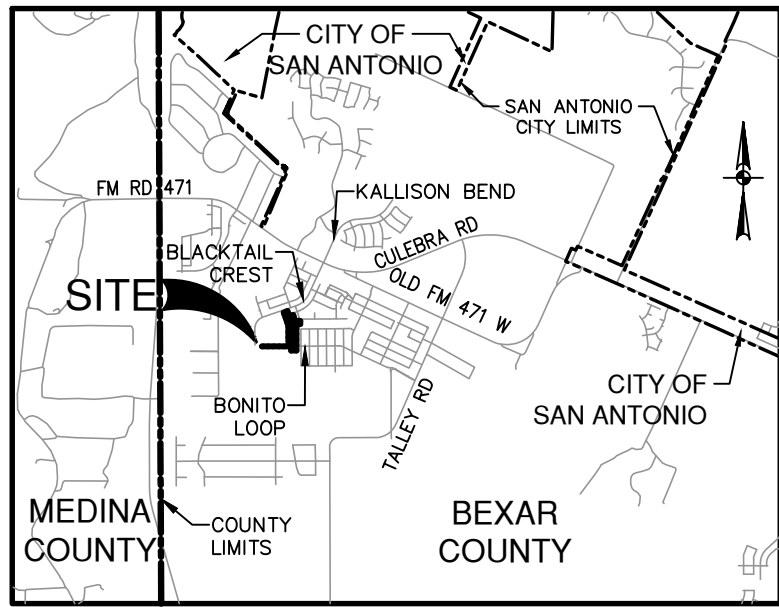 CITY OF
SAN ANTONIO
SAN ANTONIO
CITY LIMITS
FM RD 471
KALLISON BEND
BLACKTAIL
CREST
CULEBRA RD
OLD FM 471 W
SITE
BONITO
LOOP
TALLEY RD
CITY OF
SAN ANTONIO
MEDINA
COUNTY
COUNTY
LIMITS
BEXAR
COUNTY